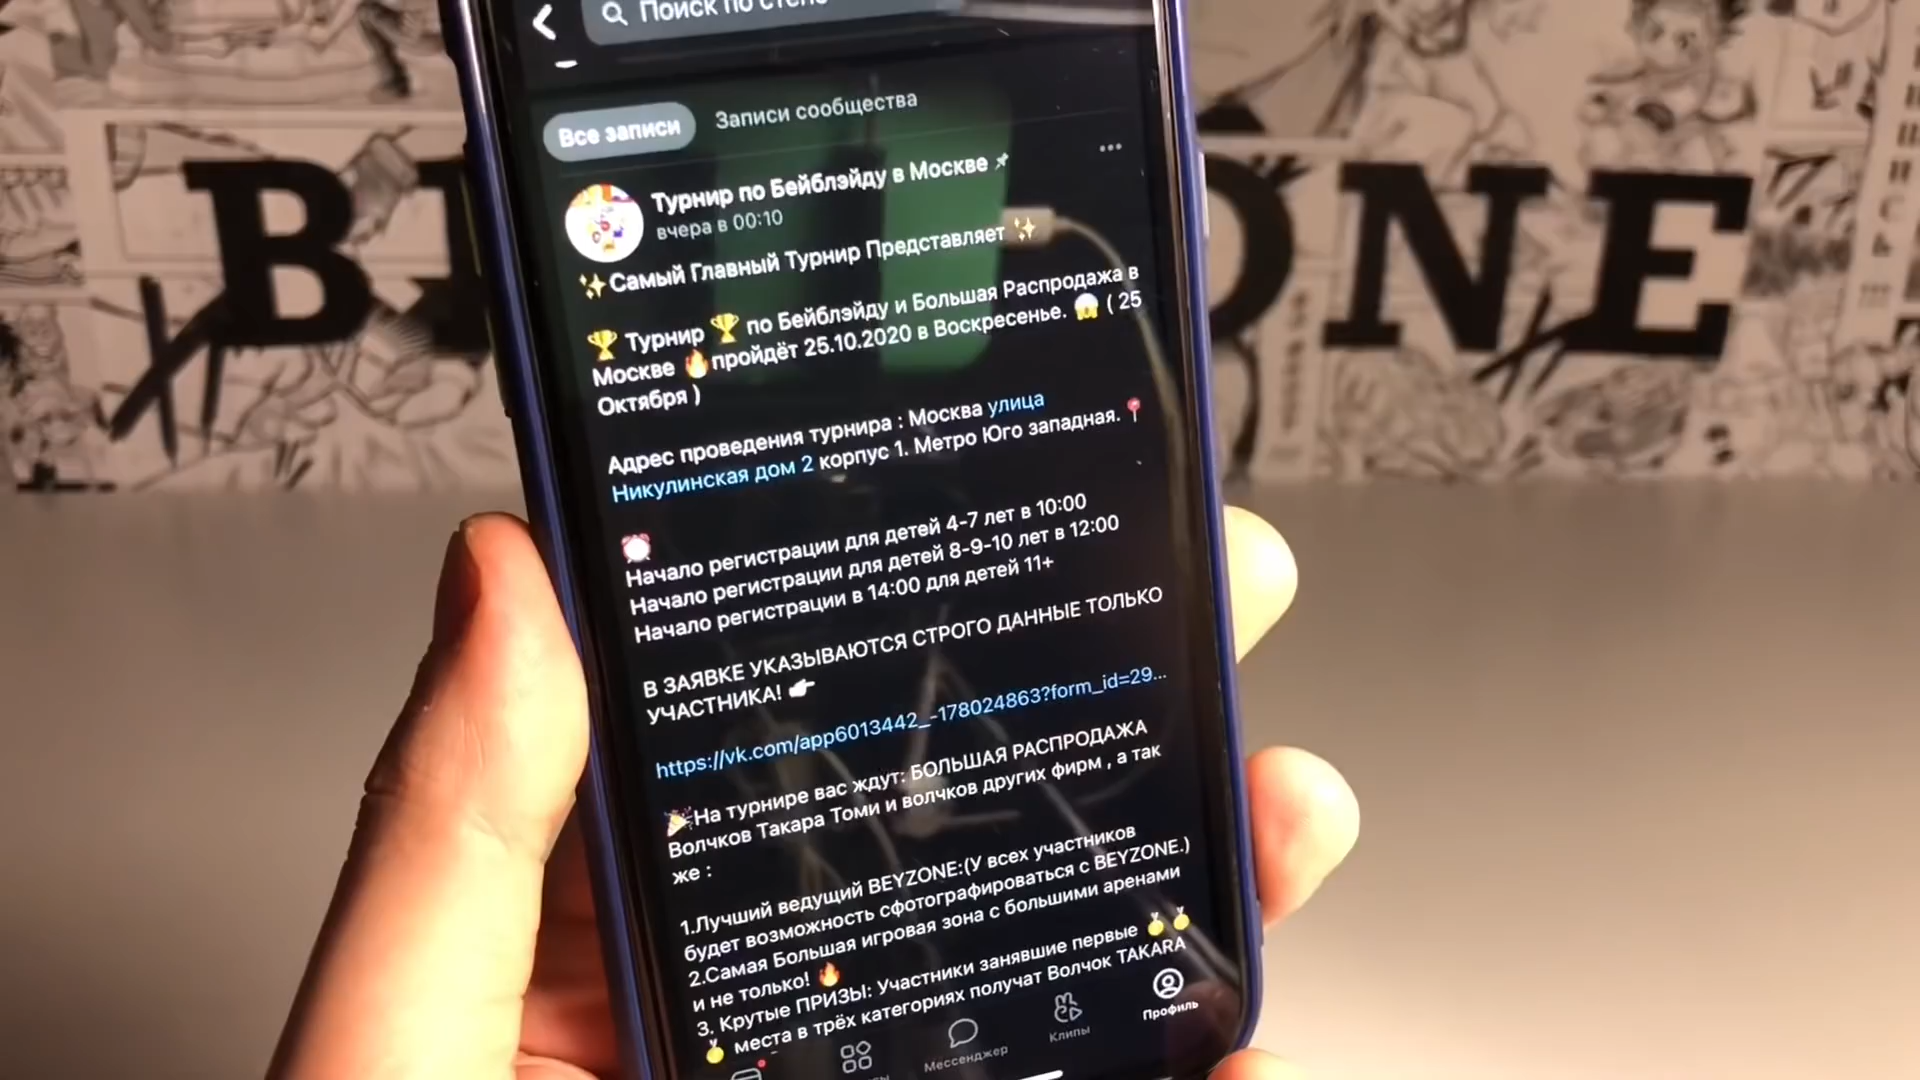 Поиск по стене
Все записи
Записи сообщества
Турнир по Бейблэйду в Москве
вчера в 00:10
✨Самый Главный Турнир Представляет ✨
🏆 Турнир 🏆 по Бейблэйду и Большая Распродажа в
Москве 🔥пройдёт 25.10.2020 в Воскресенье. 😱 ( 25
Октября )
Адрес проведения турнира : Москва улица
Никулинская дом 2 корпус 1. Метро Юго западная. 📍
⏰
Начало регистрации для детей 4-7 лет в 10:00
Начало регистрации для детей 8-9-10 лет в 12:00
Начало регистрации в 14:00 для детей 11+
В ЗАЯВКЕ УКАЗЫВАЮТСЯ СТРОГО ДАННЫЕ ТОЛЬКО
УЧАСТНИКА! 👉
https://vk.com/app6013442_-178024863?form_id=29...
🎉На турнире вас ждут: БОЛЬШАЯ РАСПРОДАЖА
Волчков Такара Томи и волчков других фирм , а так
же :
1.Лучший ведущий BEYZONE:(У всех участников
будет возможность сфотографироваться с BEYZONE.)
2.Самая Большая игровая зона с большими аренами
и не только! 🔥
3. Крутые ПРИЗЫ: Участники занявшие первые 🥇🥇
🥇 места в трёх категориях получат Волчок TAKARA
Мессенджер
Клипы
Профиль